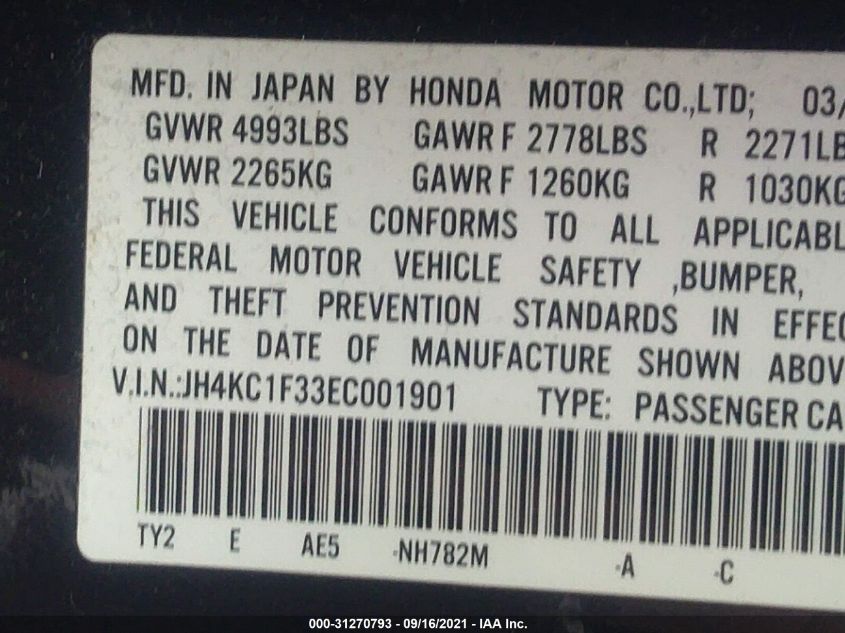 MFD. IN JAPAN BY HONDA MOTOR CO.,LTD; 03/
GVWR 4993LBS GAWR F 2778LBS R 2271LB
GVWR 2265KG GAWR F 1260KG R 1030KG
THIS VEHICLE CONFORMS TO ALL APPLICABL
FEDERAL MOTOR VEHICLE SAFETY ,BUMPER,
AND THEFT PREVENTION STANDARDS IN EFFEC
ON THE DATE OF MANUFACTURE SHOWN ABOV
V.I.N.:JH4KC1F33EC001901 TYPE: PASSENGER CA
TY2 E AE5 -NH782M -A -C
000-31270793 - 09/16/2021 - IAA Inc.